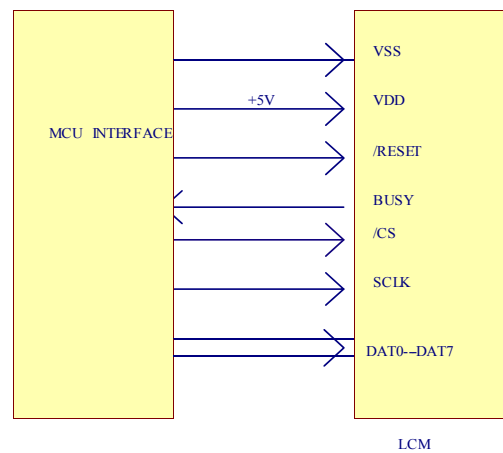 VSS
+5V
VDD
MCU INTERFACE
/RESET
BUSY
/CS
SCLK
DAT0---DAT7
LCM